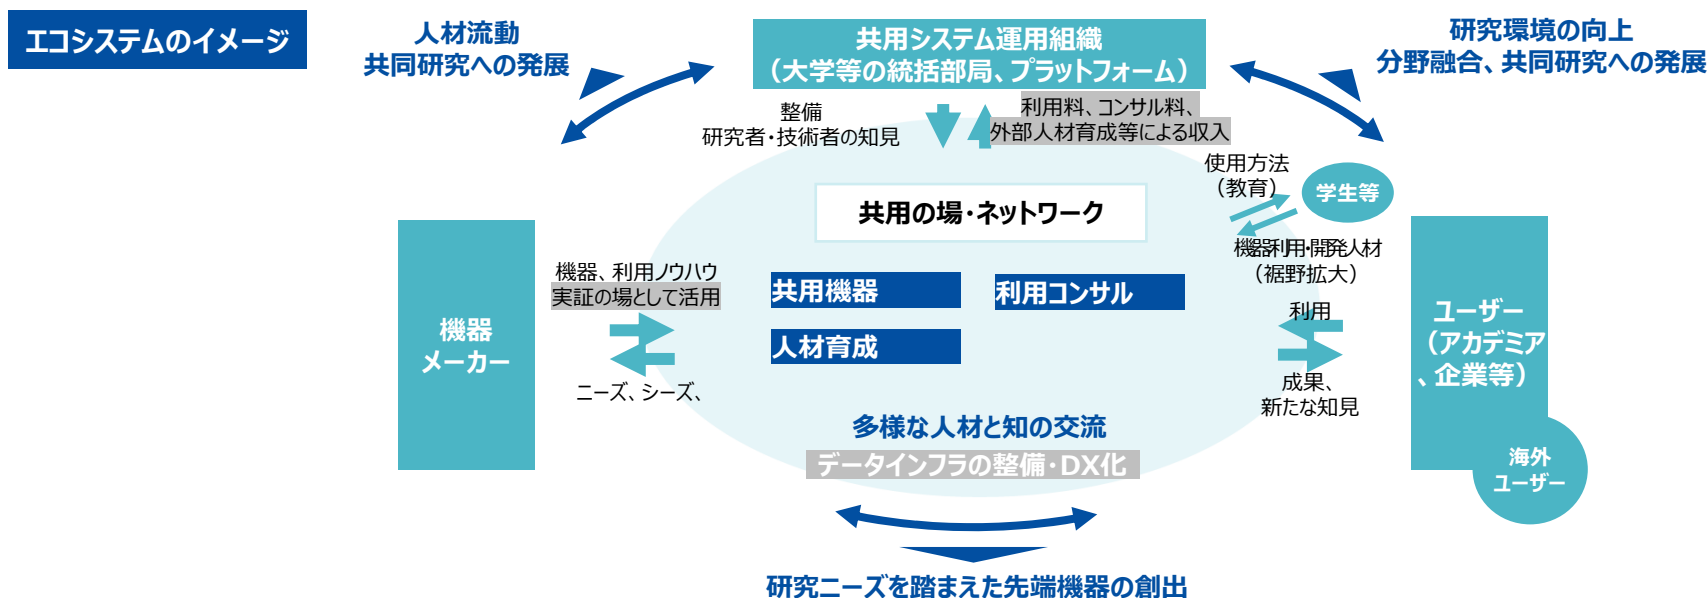 エコシステムのイメージ
人材流動
共同研究への発展
共用システム運用組織
（大学等の統括部局、プラットフォーム）
研究環境の向上
分野融合、共同研究への発展
整備
研究者・技術者の知見
利用料、コンサル料、
外部人材育成等による収入
使用方法
（教育）
学生等
共用の場・ネットワーク
機器利用・開発人材
（裾野拡大）
機器、利用ノウハウ
実証の場として活用
共用機器
利用コンサル
人材育成
機器
メーカー
ニーズ、シーズ、
利用
ユーザー
（アカデミア
、企業等）
成果、
新たな知見
多様な人材と知の交流
データインフラの整備・DX化
海外
ユーザー
研究ニーズを踏まえた先端機器の創出